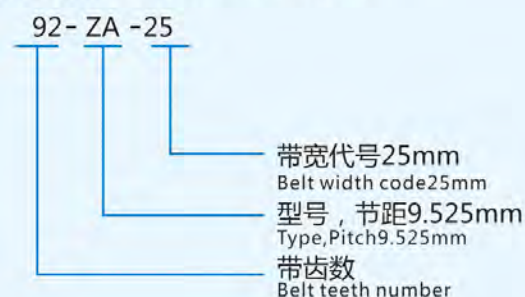 92- ZA -25
带宽代号25mm
Belt width code25mm
型号，节距9.525mm
Type,Pitch9.525mm
带齿数
Belt teeth number